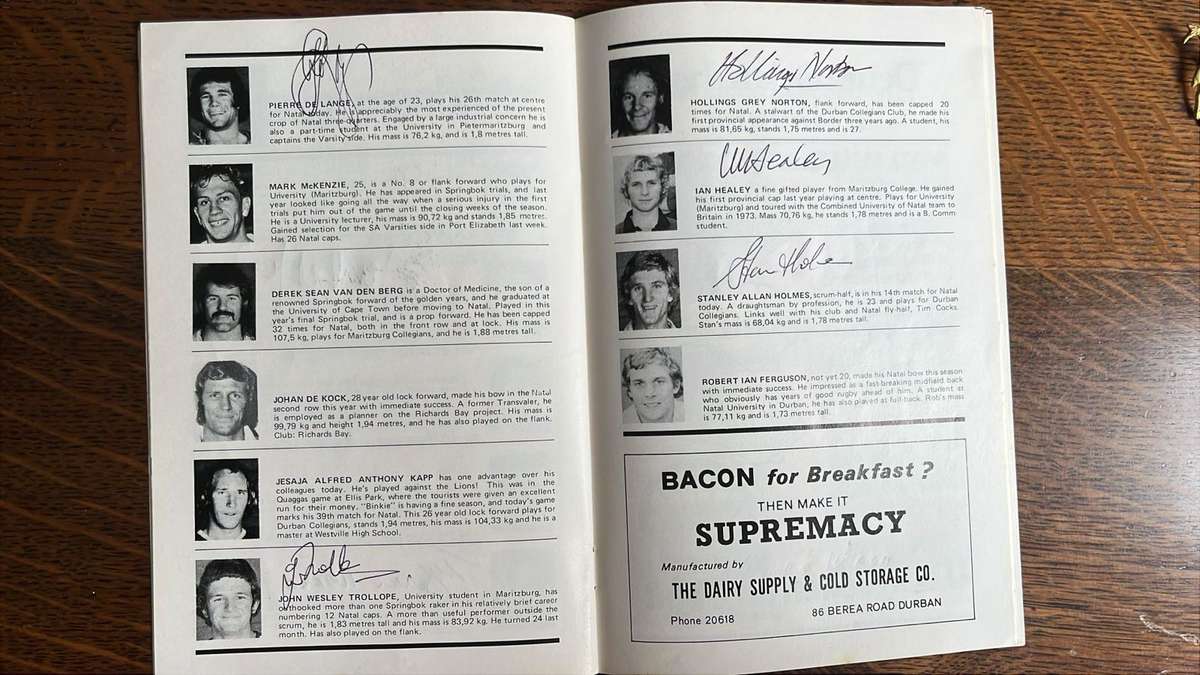 PIERRE DE LANGE, at the age of 23, plays his 26th match at centre
for Natal today. He is appreciably the most experienced of the present
crop of Natal three-quarters. Engaged by a large industrial concern he is
also a part-time student at the University in Pietermaritzburg and
captains the Varsity side. His mass is 76,2 kg, and is 1,8 metres tall.
MARK McKENZIE, 25, is a No. 8 or flank forward who plays for
University (Maritzburg). He has appeared in Springbok trials, and last
year looked like going all the way when a serious injury in the first
trials put him out of the game until the closing weeks of the season.
He is a University lecturer, his mass is 90,72 kg and stands 1,85 metres.
Gained selection for the SA Varsities side in Port Elizabeth last week.
Has 26 Natal caps.
DEREK SEAN VAN DEN BERG is a Doctor of Medicine, the son of a
renowned Springbok forward of the golden years, and he graduated at
the University of Cape Town before moving to Natal. Played in this
year's final Springbok trial, and is a prop forward. He has been capped
32 times for Natal, both in the front row and at lock. His mass is
107,5 kg, plays for Maritzburg Collegians, and he is 1,88 metres tall.
JOHAN DE KOCK, 28 year old lock forward, made his bow in the Natal
second row this year with immediate success. A former Transvaler, he
is employed as a planner on the Richards Bay project. His mass is
99,79 kg and height 1,94 metres, and he has also played on the flank.
Club: Richards Bay.
JESAJA ALFRED ANTHONY KAPP has one advantage over his
colleagues today. He's played against the Lions! This was in the
Quaggas game at Ellis Park, where the tourists were given an excellent
run for their money. "Binkie" is having a fine season, and today's game
marks his 39th match for Natal. This 26 year old lock forward plays for
Durban Collegians, stands 1,94 metres, his mass is 104,33 kg and he is a
master at Westville High School.
JOHN WESLEY TROLLOPE, University student in Maritzburg, has
outhooked more than one Springbok raker in his relatively brief career
numbering 12 Natal caps. A more than useful performer outside the
scrum, he is 1,83 metres tall and his mass is 83,92 kg. He turned 24 last
month. Has also played on the flank.
Hollings Norton
HOLLINGS GREY NORTON, flank forward, has been capped 20
times for Natal. A stalwart of the Durban Collegians Club, he made his
first provincial appearance against Border three years ago. A student, his
mass is 81,65 kg, stands 1,75 metres and is 27.
Healey
IAN HEALEY a fine gifted player from Maritzburg College. He gained
his first provincial cap last year playing at centre. Plays for University
(Maritzburg) and toured with the Combined University of Natal team to
Britain in 1973. Mass 70,76 kg, he stands 1,78 metres and is a B. Comm
student.
Stan Holmes
STANLEY ALLAN HOLMES, scrum-half, is in his 14th match for Natal
today. A draughtsman by profession, he is 23 and plays for Durban
Collegians. Links well with his club and Natal fly-half, Tim Cocks.
Stan's mass is 68,04 kg and is 1,78 metres tall.
ROBERT IAN FERGUSON, not yet 20, made his Natal bow this season
with immediate success. He impressed as a fast-breaking midfield back
who obviously has years of good rugby ahead of him. A student at
Natal University in Durban, he has also played at full-back. Rob's mass
is 77,11 kg and is 1,73 metres tall.
BACON for Breakfast?
THEN MAKE IT
SUPREMACY
Manufactured by
THE DAIRY SUPPLY & COLD STORAGE CO.
86 BEREA ROAD DURBAN
Phone 20618